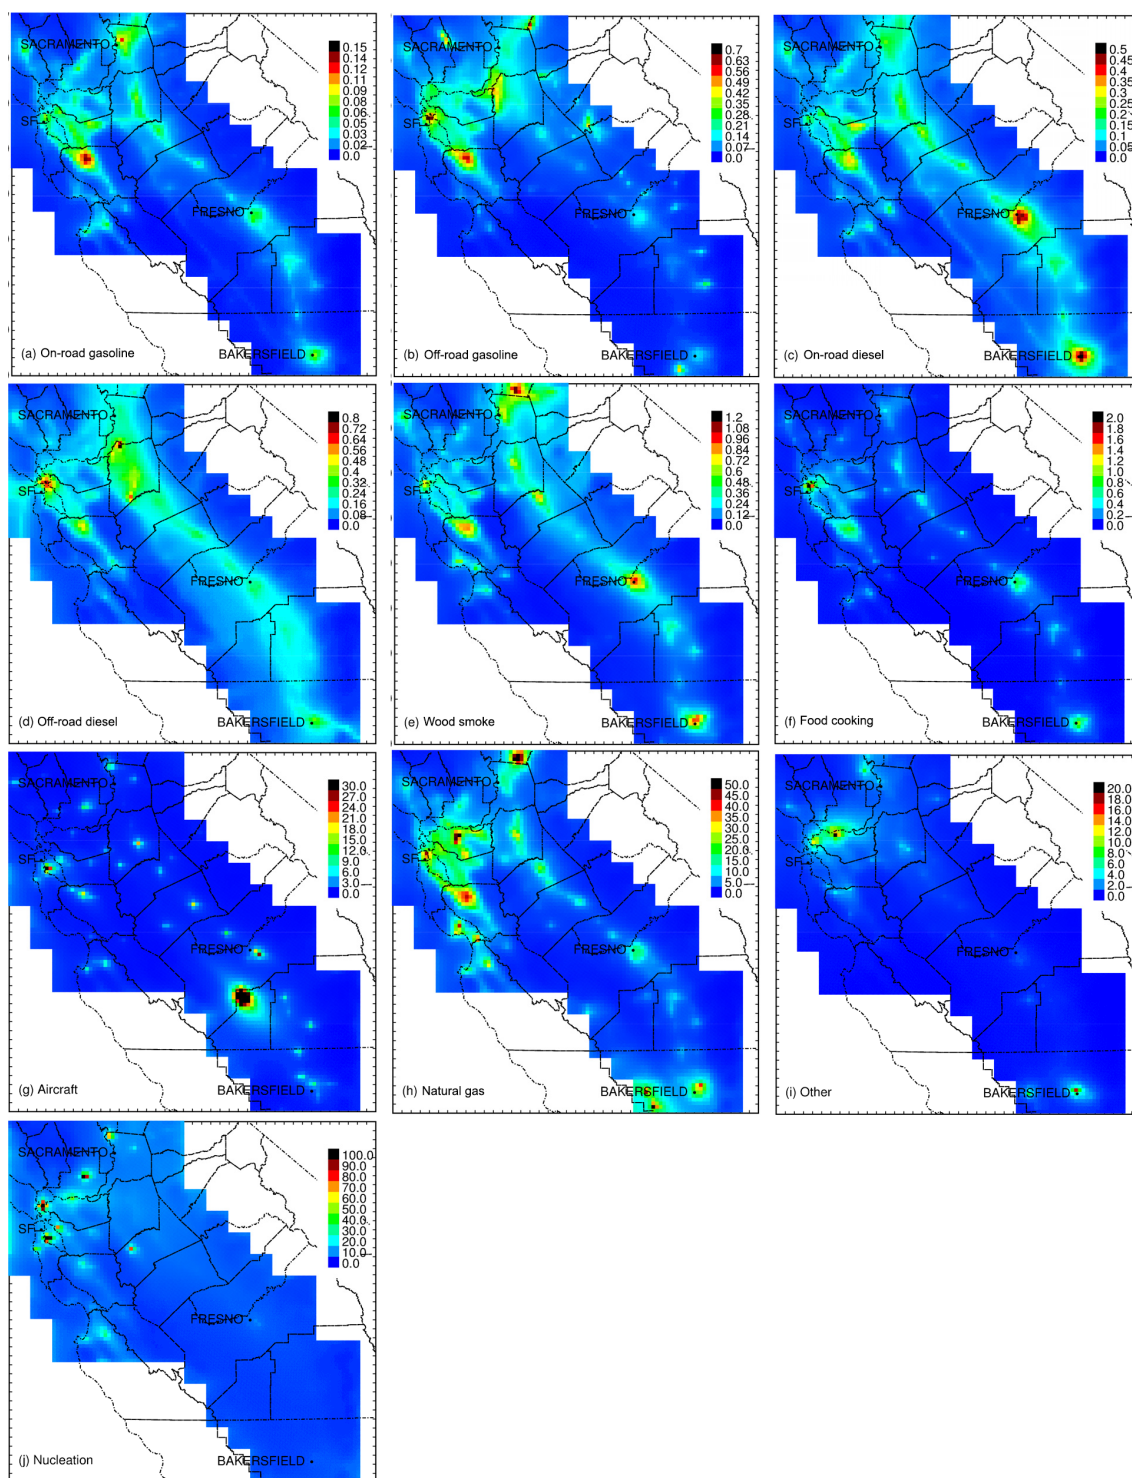 SACRAMENTO
SF
FRESNO
BAKERSFIELD
0.15
0.14
0.12
0.11
0.09
0.08
0.06
0.05
0.03
0.02
0.0
(a) On-road gasoline
SACRAMENTO
SF
FRESNO
BAKERSFIELD
0.7
0.63
0.56
0.49
0.42
0.35
0.28
0.21
0.14
0.07
0.0
(b) Off-road gasoline
SACRAMENTO
SF
FRESNO
BAKERSFIELD
0.5
0.45
0.4
0.35
0.3
0.25
0.2
0.15
0.1
0.05
0.0
(c) On-road diesel
SACRAMENTO
SF
FRESNO
BAKERSFIELD
0.8
0.72
0.64
0.56
0.48
0.4
0.32
0.24
0.16
0.08
0.0
(d) Off-road diesel
SACRAMENTO
SF
FRESNO
BAKERSFIELD
1.2
1.08
0.96
0.84
0.72
0.6
0.48
0.36
0.24
0.12
0.0
(e) Wood smoke
SACRAMENTO
SF
FRESNO
BAKERSFIELD
2.0
1.8
1.6
1.4
1.2
1.0
0.8
0.6
0.4
0.2
0.0
(f) Food cooking
SACRAMENTO
SF
FRESNO
BAKERSFIELD
30.0
27.0
24.0
21.0
18.0
15.0
12.0
9.0
6.0
3.0
0.0
(g) Aircraft
SACRAMENTO
SF
FRESNO
BAKERSFIELD
50.0
45.0
40.0
35.0
30.0
25.0
20.0
15.0
10.0
5.0
0.0
(h) Natural gas
SACRAMENTO
SF
FRESNO
BAKERSFIELD
20.0
18.0
16.0
14.0
12.0
10.0
8.0
6.0
4.0
2.0
0.0
(i) Other
SACRAMENTO
SF
FRESNO
BAKERSFIELD
100.0
90.0
80.0
70.0
60.0
50.0
40.0
30.0
20.0
10.0
0.0
(j) Nucleation